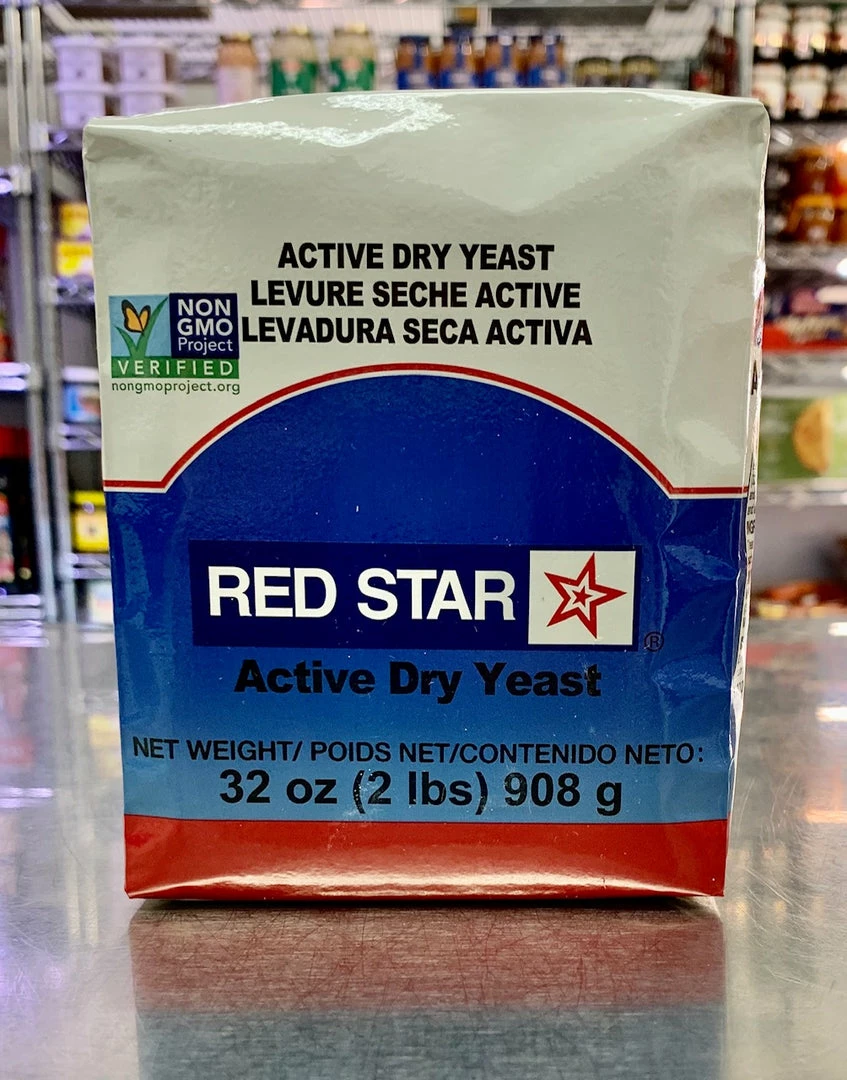 ACTIVE DRY YEAST
LEVURE SECHE ACTIVE
LEVADURA SECA ACTIVA
NON
GMO
Project
VERIFIED
nongmoproject.org
RED STAR
®
Active Dry Yeast
NET WEIGHT/ POIDS NET/CONTENIDO NETO:
32 oz (2 lbs) 908 g